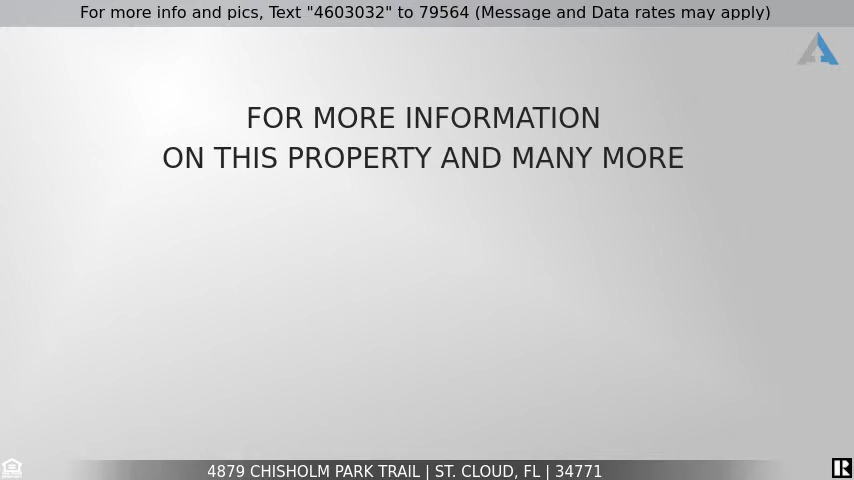 For more info and pics, Text "4603032" to 79564 (Message and Data rates may apply)
FOR MORE INFORMATION
ON THIS PROPERTY AND MANY MORE
4879 CHISHOLM PARK TRAIL | ST. CLOUD, FL | 34771